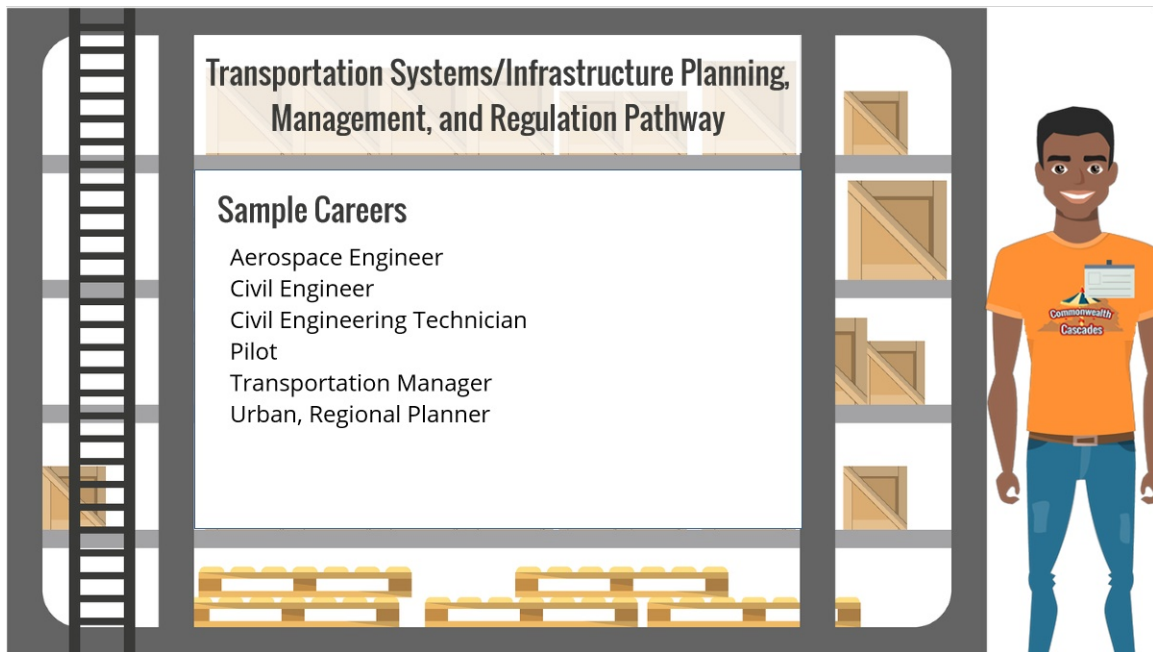 Transportation Systems/Infrastructure Planning,
Management, and Regulation Pathway
Sample Careers
Aerospace Engineer
Civil Engineer
Civil Engineering Technician
Pilot
Transportation Manager
Urban, Regional Planner
Commonwealth
Cascades